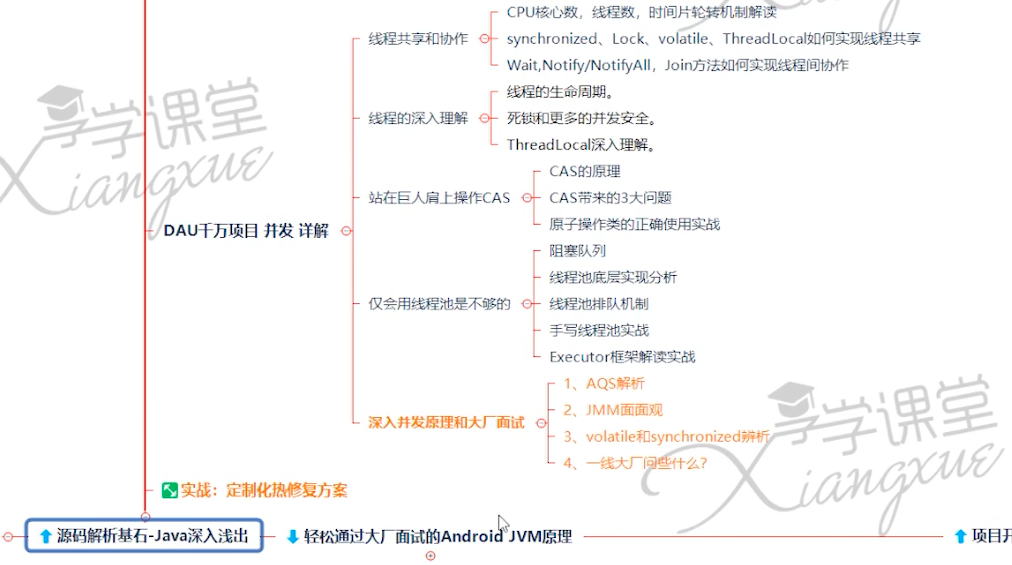 CPU核心数，线程数，时间片轮转机制解读
线程共享和协作
synchronized、Lock、volatile、ThreadLocal如何实现线程共享
Wait,Notify/NotifyAll，Join方法如何实现线程间协作
线程的生命周期。
线程的深入理解
死锁和更多的并发安全。
ThreadLocal深入理解。
CAS的原理
站在巨人肩上操作CAS
CAS带来的3大问题
原子操作类的正确使用实战
DAU千万项目 并发 详解
阻塞队列
线程池底层实现分析
仅会用线程池是不够的
线程池排队机制
手写线程池实战
Executor框架解读实战
1、AQS解析
2、JMM面面观
深入并发原理和大厂面试
3、volatile和synchronized辨析
4、一线大厂问些什么?
实战：定制化热修复方案
源码解析基石-Java深入浅出
轻松通过大厂面试的Android JVM原理
项目开
享学课堂
Xiangxue
享学课堂
Xiangxue